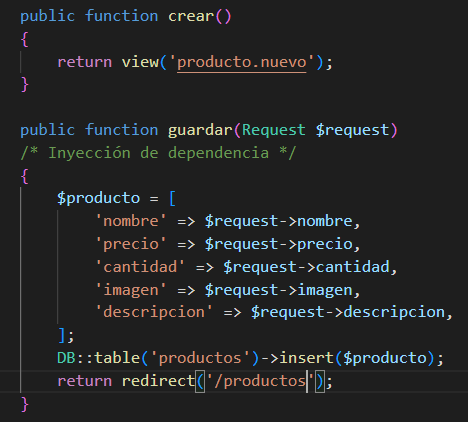 public function crear()
{
    return view('producto.nuevo');
}
public function guardar(Request $request)
/* Inyección de dependencia */
{
    $producto = [
        'nombre' => $request->nombre,
        'precio' => $request->precio,
        'cantidad' => $request->cantidad,
        'imagen' => $request->imagen,
        'descripcion' => $request->descripcion,
    ];
    DB::table('productos')->insert($producto);
    return redirect('/productos');
}